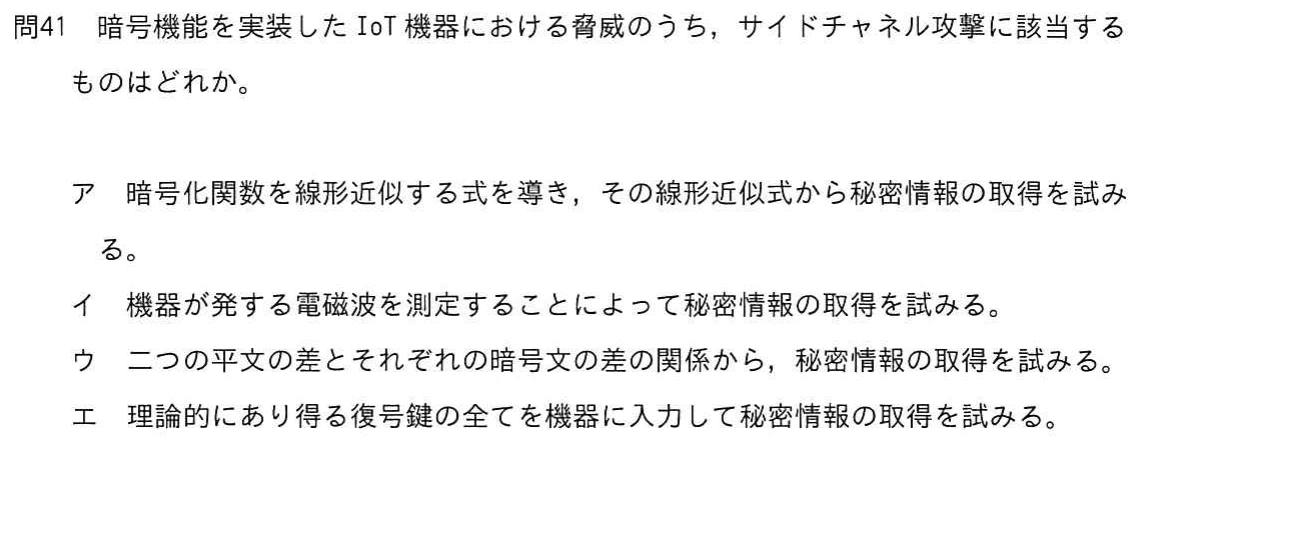 問41 暗号機能を実装した IoT 機器における脅威のうち，サイドチャネル攻撃に該当する
ものはどれか。
ア 暗号化関数を線形近似する式を導き，その線形近似式から秘密情報の取得を試み
る。
イ 機器が発する電磁波を測定することによって秘密情報の取得を試みる。
ウ 二つの平文の差とそれぞれの暗号文の差の関係から，秘密情報の取得を試みる。
エ 理論的にあり得る復号鍵の全てを機器に入力して秘密情報の取得を試みる。